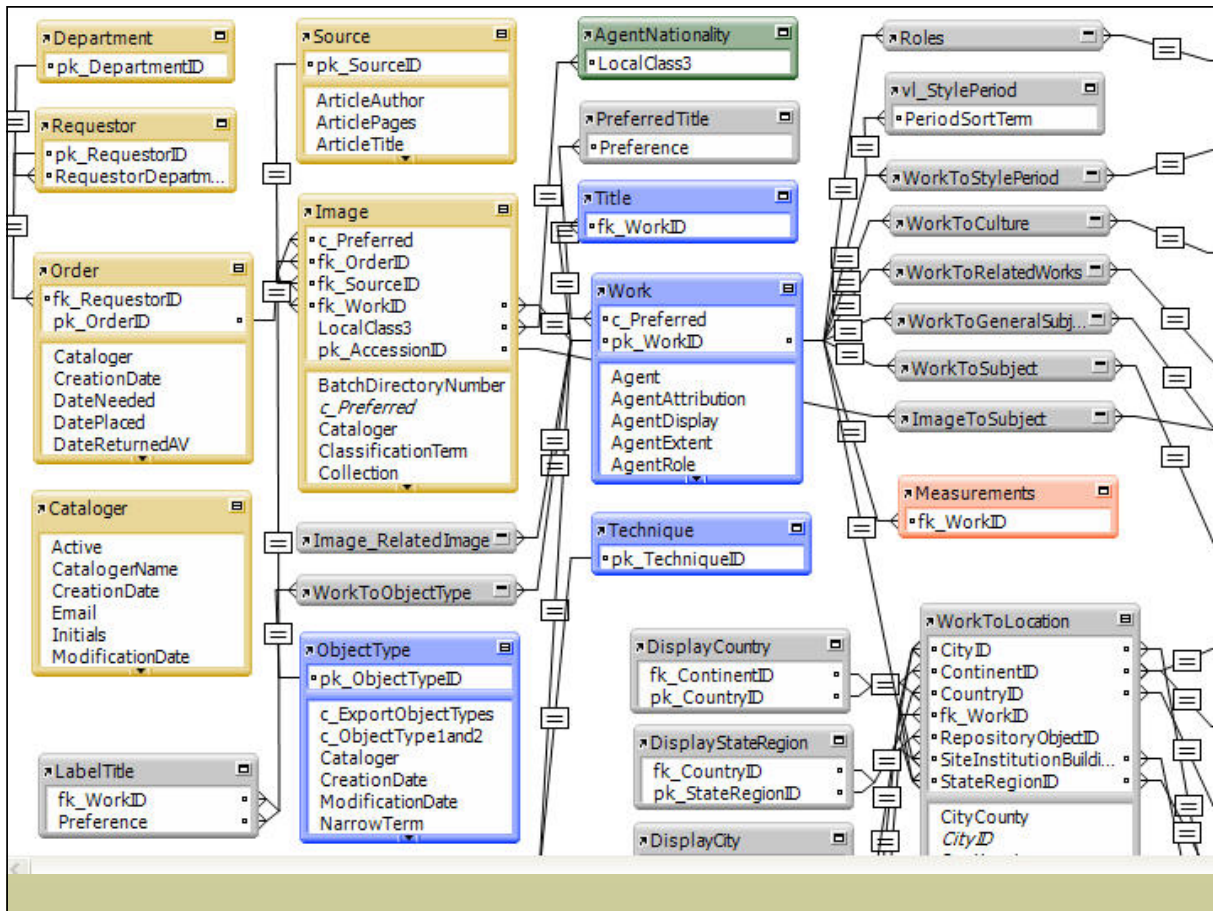 Department
pk_DepartmentID
Requestor
pk_RequestorID
RequestorDepartm...
Order
fk_RequestorID
pk_OrderID
Cataloger
CreationDate
DateNeeded
DatePlaced
DateReturnedAV
Cataloger
Active
CatalogerName
CreationDate
Email
Initials
ModificationDate
LabelTitle
fk_WorkID
Preference
Source
pk_SourceID
ArticleAuthor
ArticlePages
ArticleTitle
Image
c_Preferred
fk_OrderID
fk_SourceID
fk_WorkID
LocalClass3
pk_AccessionID
BatchDirectoryNumber
c_Preferred
Cataloger
ClassificationTerm
Collection
Image_RelatedImage
WorkToObjectType
ObjectType
pk_ObjectTypeID
c_ExportObjectTypes
c_ObjectType1and2
Cataloger
CreationDate
ModificationDate
NarrowTerm
AgentNationality
LocalClass3
PreferredTitle
Preference
Title
fk_WorkID
Work
c_Preferred
pk_WorkID
Agent
AgentAttribution
AgentDisplay
AgentExtent
AgentRole
Technique
pk_TechniqueID
DisplayCountry
fk_ContinentID
pk_CountryID
DisplayStateRegion
fk_CountryID
pk_StateRegionID
DisplayCity
Roles
vl_StylePeriod
PeriodSortTerm
WorkToStylePeriod
WorkToCulture
WorkToRelatedWorks
WorkToGeneralSubj...
WorkToSubject
ImageToSubject
Measurements
fk_WorkID
WorkToLocation
CityID
ContinentID
CountryID
fk_WorkID
RepositoryObjectID
SiteInstitutionBuildi...
StateRegionID
CityCounty
CityID